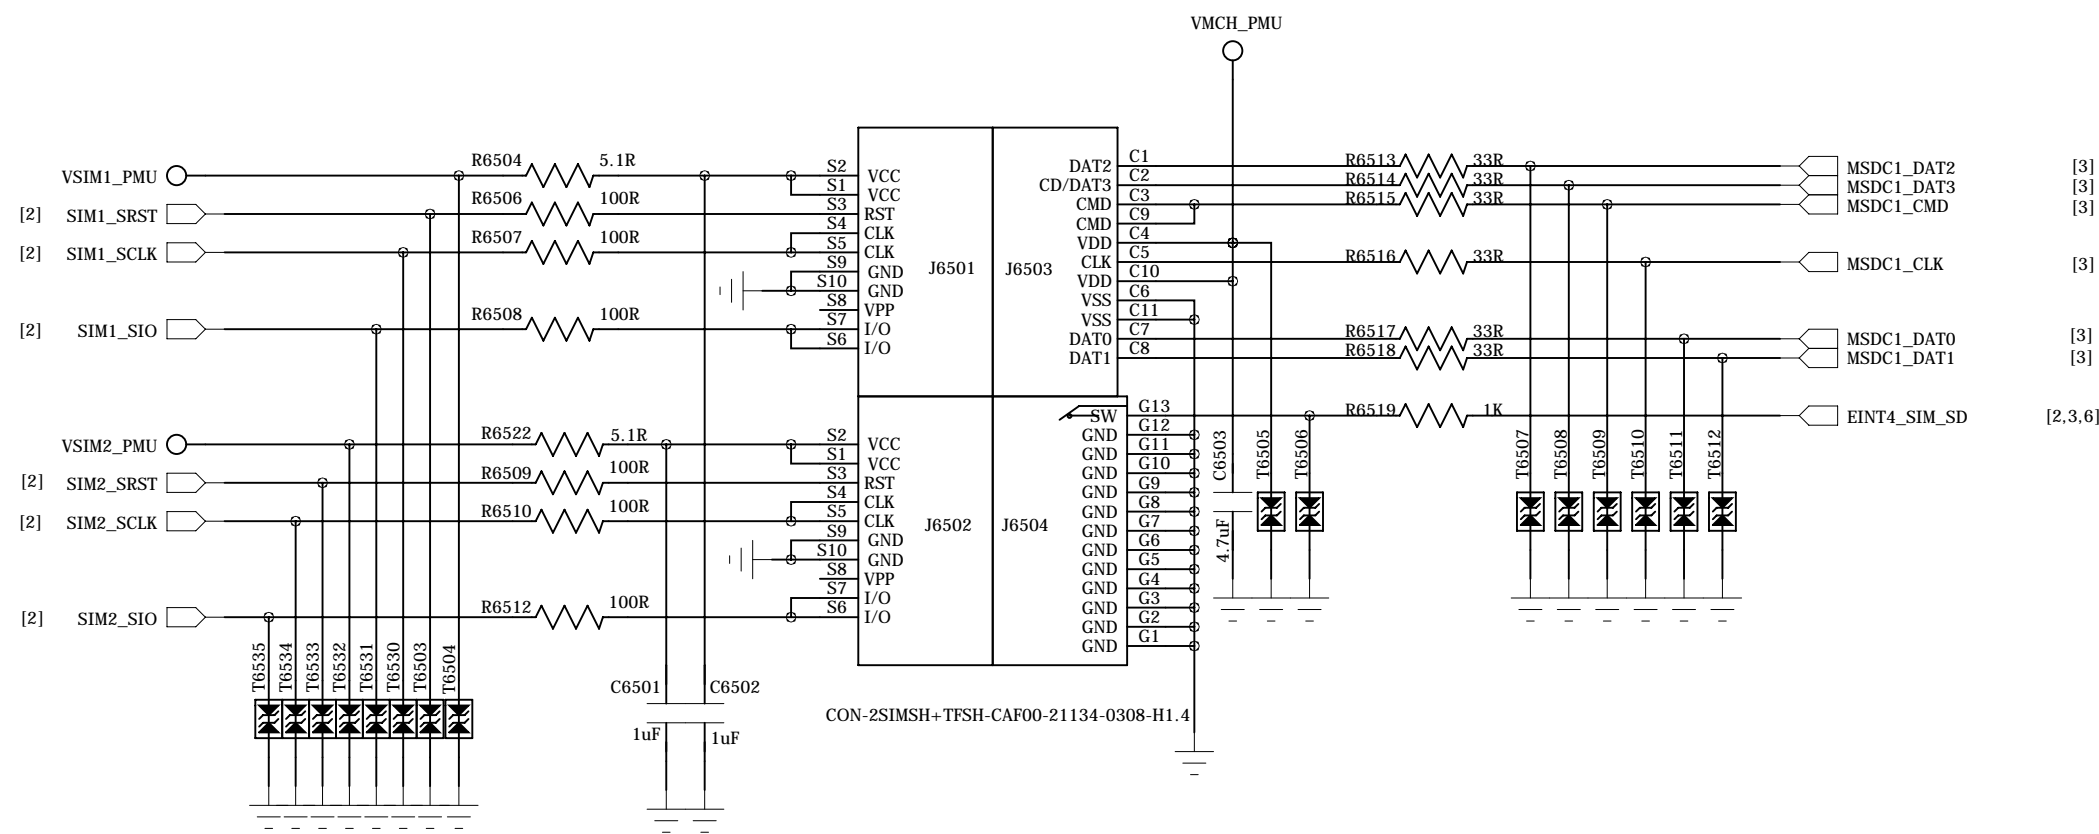 VMCH_PMU
R6504 5.1R
VSIM1_PMU
R6506 100R
[2] SIM1_SRST
R6507 100R
[2] SIM1_SCLK
R6508 100R
[2] SIM1_SIO
S2 VCC
S1 VCC
S3 RST
S4 CLK
S5 CLK
S9 GND
S10 GND
S8 VPP
S7 I/O
S6 I/O
J6501
J6503
DAT2 C1
CD/DAT3 C2
CMD C3
CMD C9
VDD C4
CLK C5
VDD C10
VSS C6
VSS C11
DAT0 C7
DAT1 C8
R6513 33R MSDC1_DAT2 [3]
R6514 33R MSDC1_DAT3 [3]
R6515 33R MSDC1_CMD [3]
R6516 33R MSDC1_CLK [3]
R6517 33R MSDC1_DAT0 [3]
R6518 33R MSDC1_DAT1 [3]
R6519 1K EINT4_SIM_SD [2,3,6]
R6522 5.1R
VSIM2_PMU
R6509 100R
[2] SIM2_SRST
R6510 100R
[2] SIM2_SCLK
R6512 100R
[2] SIM2_SIO
S2 VCC
S1 VCC
S3 RST
S4 CLK
S5 CLK
S9 GND
S10 GND
S8 VPP
S7 I/O
S6 I/O
J6502
J6504
SW G13
GND G12
GND G11
GND G10
GND G9
GND G8
GND G7
GND G6
GND G5
GND G4
GND G3
GND G2
GND G1
C6503
4.7uF
T6505
T6506
T6507
T6508
T6509
T6510
T6511
T6512
T6535
T6534
T6533
T6532
T6531
T6530
T6503
T6504
C6501 C6502
1uF 1uF
CON-2SIMSH+TFSH-CAF00-21134-0308-H1.4